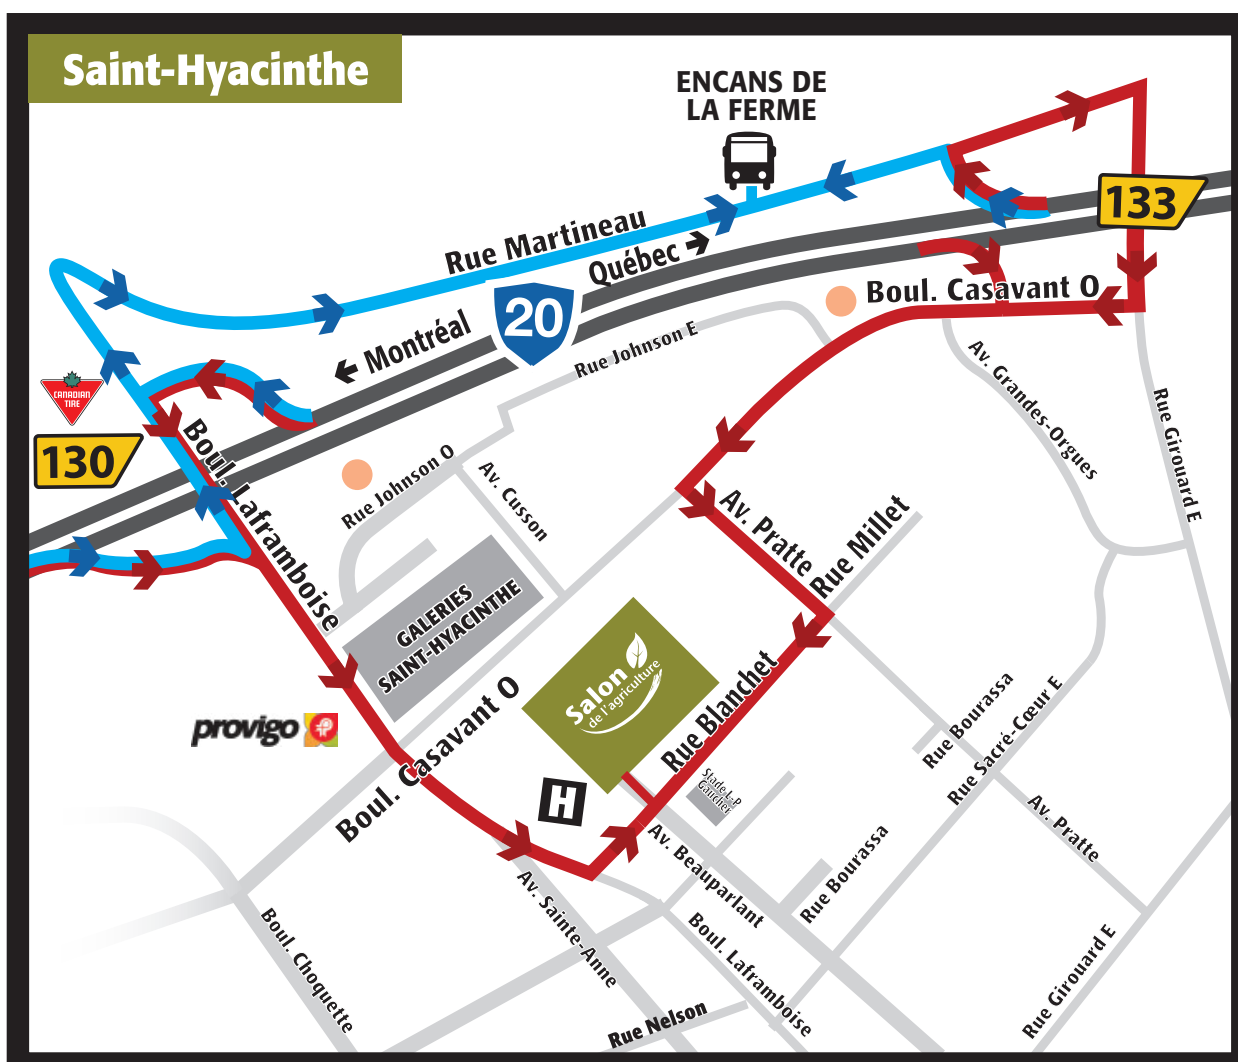 Saint-Hyacinthe
ENCANS DE
LA FERME
133
Rue Martineau
Québec
Boul. Casavant O
20
Montréal
Rue Johnson E
Av. Grandes-Orgues
Rue Girouard E
CANADIAN
TIRE
130
Boul. Laframboise
Rue Johnson O
Av. Cusson
Av. Pratte
Rue Millet
GALERIES
SAINT-HYACINTHE
Salon
de l'agriculture
Rue Blanchet
provigo
P
Boul. Casavant O
H
Stade L-P
Gaucher
Rue Bourassa
Rue Sacré-Cœur E
Av. Pratte
Av. Beauparlant
Rue Bourassa
Av. Sainte-Anne
Boul. Choquette
Boul. Laframboise
Rue Girouard E
Rue Nelson